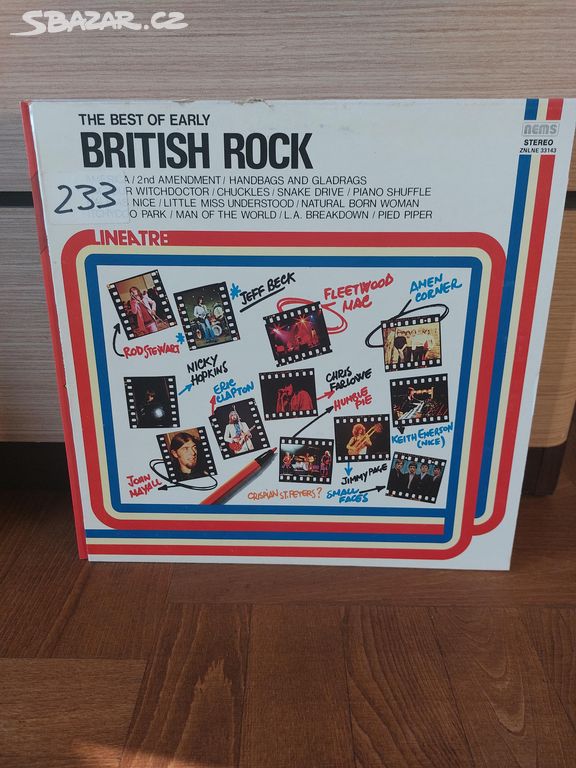 SBAZAR.CZ
THE BEST OF EARLY
BRITISH ROCK
nems
STEREO
ZNLNE 33143
/ 2nd AMENDMENT / HANDBAGS AND GLADRAGS
233
WITCHDOCTOR / CHUCKLES / SNAKE DRIVE / PIANO SHUFFLE
NICE / LITTLE MISS UNDERSTOOD / NATURAL BORN WOMAN
PARK / MAN OF THE WORLD / L.A. BREAKDOWN / PIED PIPER
LINEATRE
JEFF BECK
FLEETWOOD
MAC
AMEN
CORNER
ROD STEWART
NICKY
HOPKINS
ERIC
CLAPTON
CHRIS
FARLOWE
HUMBLE
PIE
KEITH EMERSON
(NICE)
JOHN
MAYALL
JIMMY PAGE
CRISPIAN ST. PETERS?
SMALL
FACES